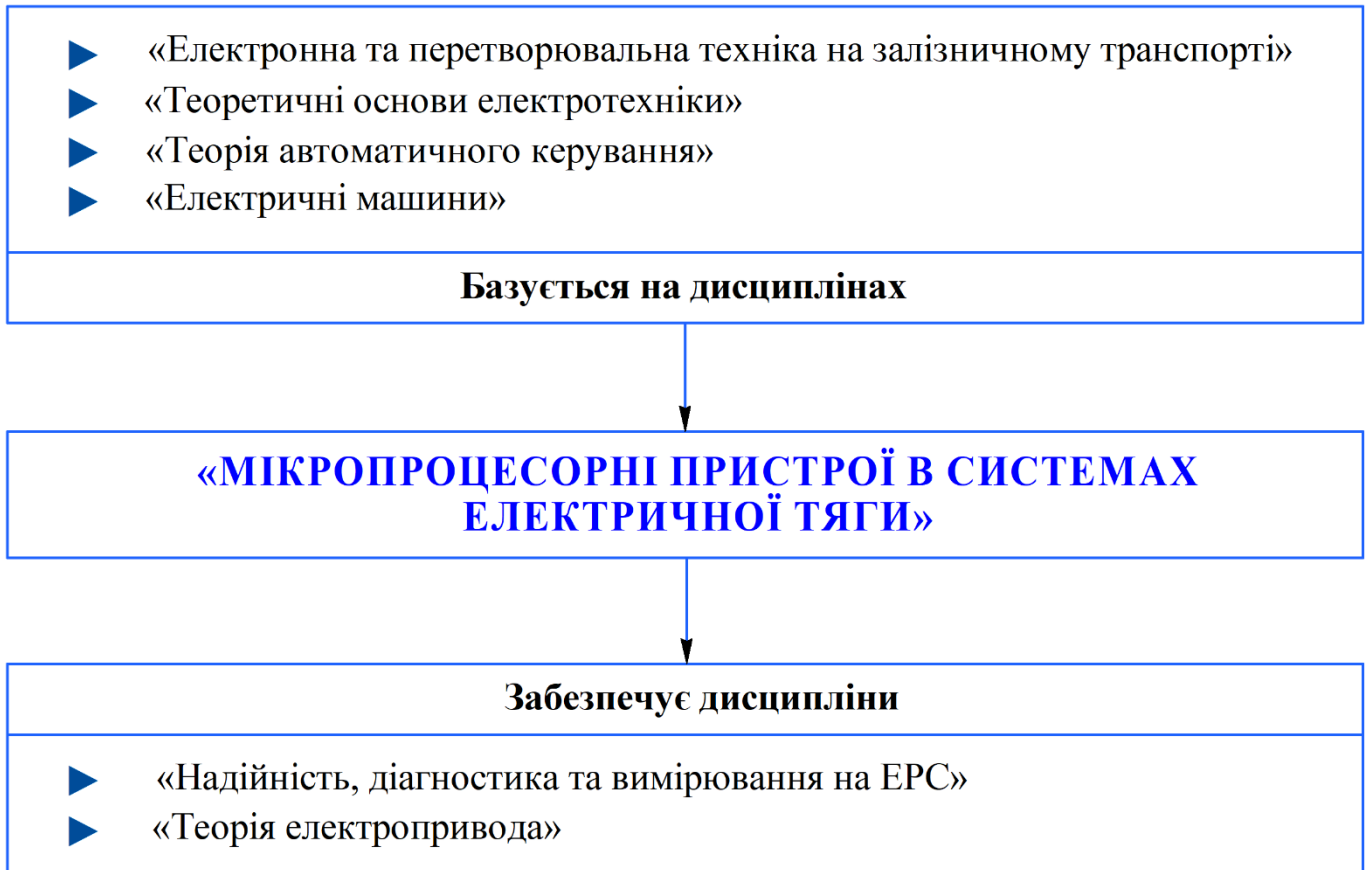 «Електронна та перетворювальна техніка на залізничному транспорті»
«Теоретичні основи електротехніки»
«Теорія автоматичного керування»
«Електричні машини»
Базується на дисциплінах
«МІКРОПРОЦЕСОРНІ ПРИСТРОЇ В СИСТЕМАХ
ЕЛЕКТРИЧНОЇ ТЯГИ»
Забезпечує дисципліни
«Надійність, діагностика та вимірювання на ЕРС»
«Теорія електропривода»